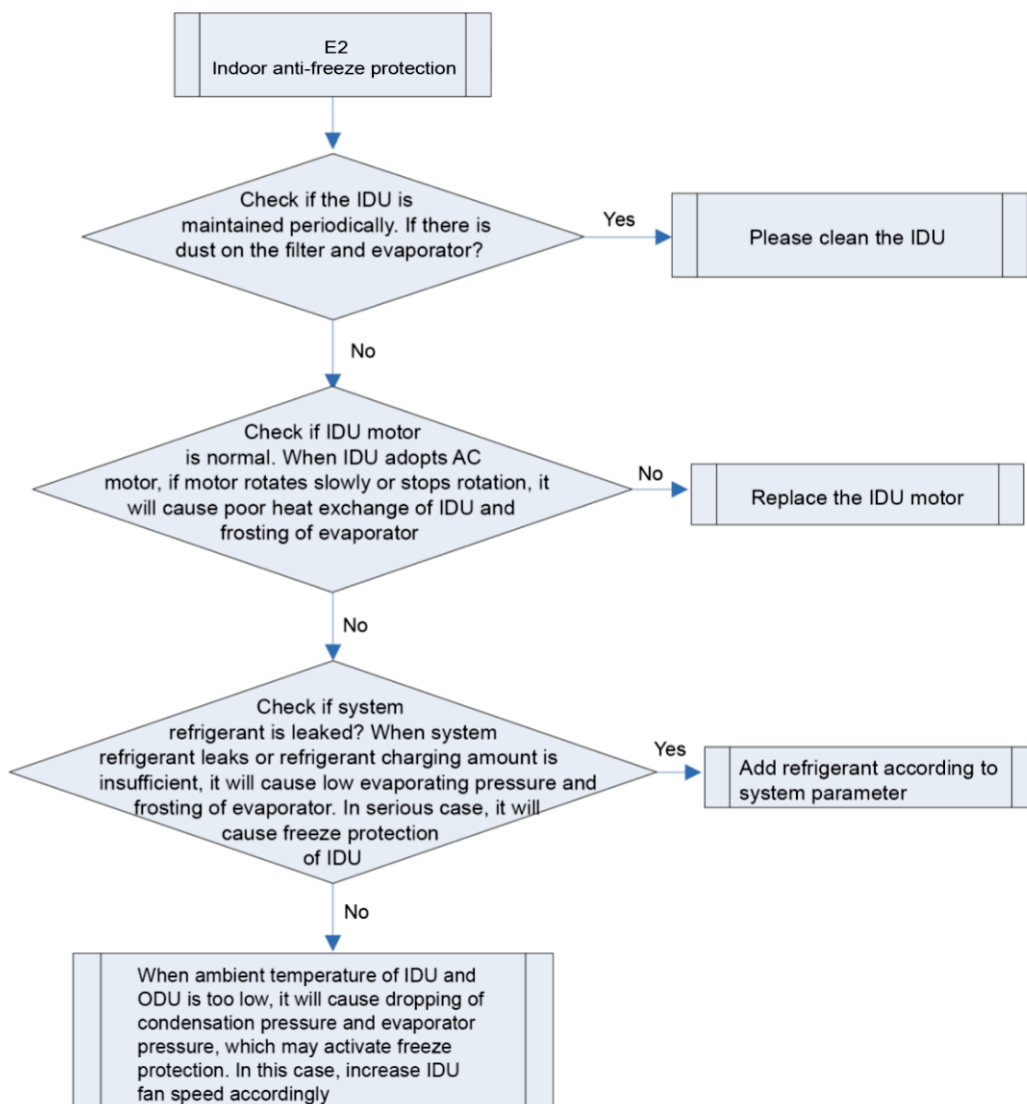 E2
Indoor anti-freeze protection
Check if the IDU is
maintained periodically. If there is
dust on the filter and evaporator?
Yes
Please clean the IDU
No
Check if IDU motor
is normal. When IDU adopts AC
motor, if motor rotates slowly or stops rotation, it
will cause poor heat exchange of IDU and
frosting of evaporator
No
Replace the IDU motor
No
Check if system
refrigerant is leaked? When system
refrigerant leaks or refrigerant charging amount is
insufficient, it will cause low evaporating pressure and
frosting of evaporator. In serious case, it will
cause freeze protection
of IDU
Yes
Add refrigerant according to
system parameter
No
When ambient temperature of IDU and
ODU is too low, it will cause dropping of
condensation pressure and evaporator
pressure, which may activate freeze
protection. In this case, increase IDU
fan speed accordingly